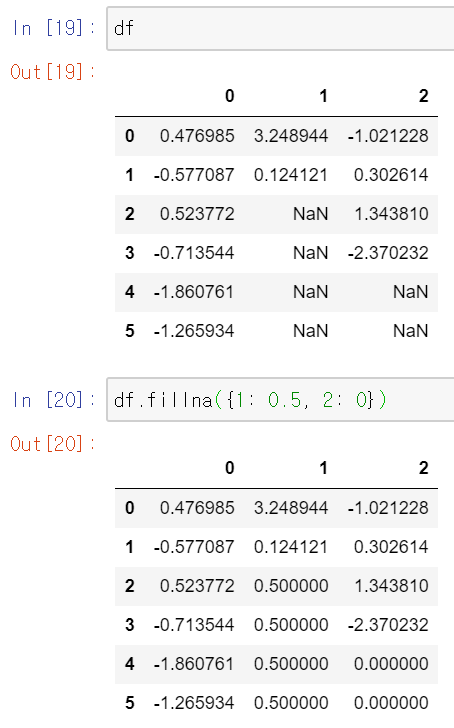 In [19]: df
Out[19]:
0 1 2
0 0.476985 3.248944 -1.021228
1 -0.577087 0.124121 0.302614
2 0.523772 NaN 1.343810
3 -0.713544 NaN -2.370232
4 -1.860761 NaN NaN
5 -1.265934 NaN NaN
In [20]: df.fillna({1: 0.5, 2: 0})
Out[20]:
0 1 2
0 0.476985 3.248944 -1.021228
1 -0.577087 0.124121 0.302614
2 0.523772 0.500000 1.343810
3 -0.713544 0.500000 -2.370232
4 -1.860761 0.500000 0.000000
5 -1.265934 0.500000 0.000000